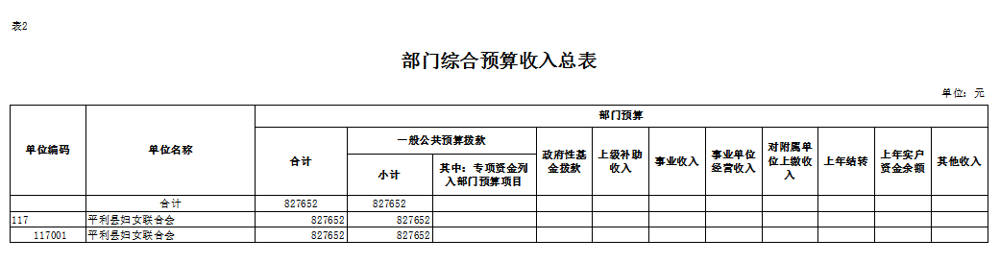 表2
部门综合预算收入总表
单位：元
单位编码 单位名称 部门预算
合计 一般公共预算拨款 政府性基金拨款 上级补助收入 事业收入 事业单位经营收入 对附属单位上缴收入 上年结转 上年实户资金余额 其他收入
小计 其中：专项资金列入部门预算项目
合计 827652 827652
117 平利县妇女联合会 827652 827652
117001 平利县妇女联合会 827652 827652